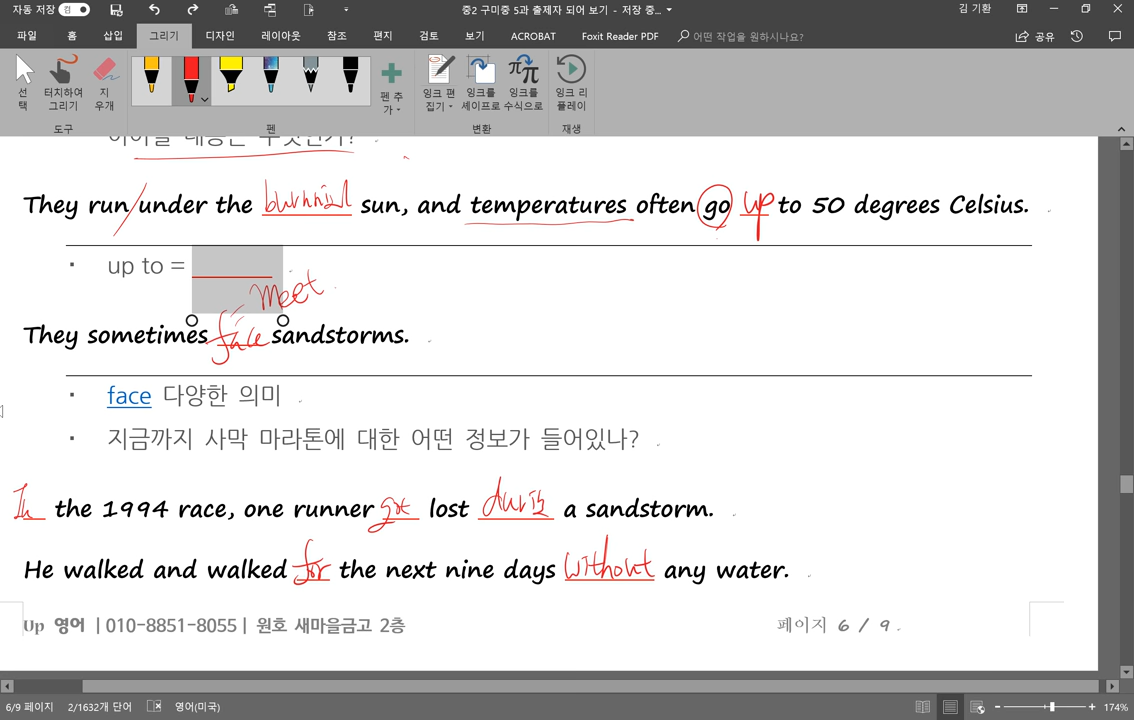 자동 저장 컴 중2 구미중 5과 출제자 되어 보기 - 저장 중... 김 기환
파일 홈 삽입 그리기 디자인 레이아웃 참조 편지 검토 보기 ACROBAT Foxit Reader PDF 어떤 작업을 원하시나요? 공유
선택 터치하여 그리기 지우개 펜 추가 잉크 편집기 잉크를 셰이프로 잉크를 수식으로 잉크 리플레이
도구 펜 변환 재생
They run/under the burning sun, and temperatures often go up to 50 degrees Celsius.
· up to =
= Meet
They sometimes face sandstorms.
· face 다양한 의미
· 지금까지 사막 마라톤에 대한 어떤 정보가 들어있나?
In the 1994 race, one runner got lost during a sandstorm.
He walked and walked for the next nine days without any water.
Up 영어 | 010-8851-8055 | 원호 새마을금고 2층 페이지 6 / 9
6/9 페이지 2/1632개 단어 영어(미국) 174%